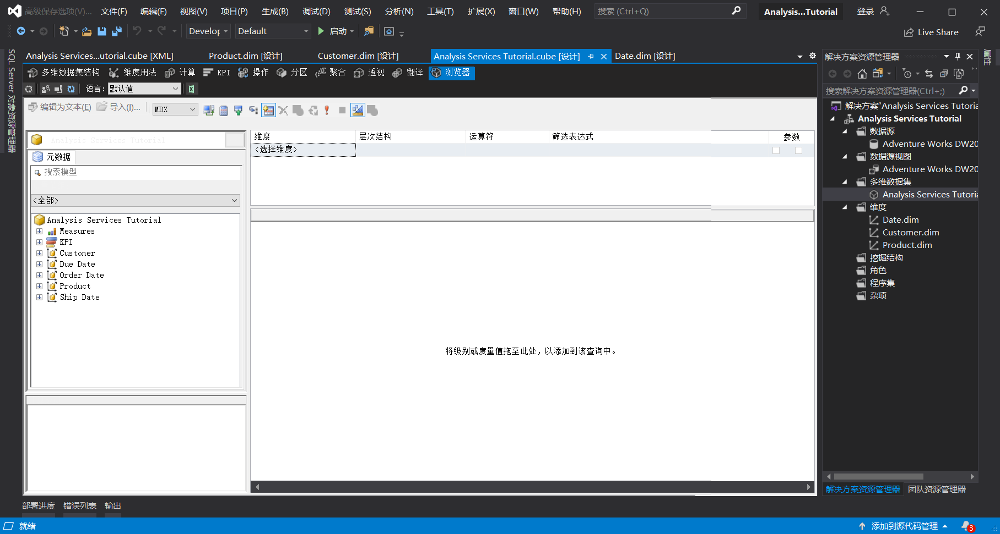 高级保存选项(V)... 文件(F) 编辑(E) 视图(V) 项目(P) 生成(B) 调试(D) 测试(S) 分析(N) 工具(T) 扩展(X) 窗口(W) 帮助(H) 搜索 (Ctrl+Q) Analysis...Tutorial 登录
Develop Default 启动 Live Share
SQL Server 对象资源管理器
Analysis Services...utorial.cube [XML] Product.dim [设计] Customer.dim [设计] Analysis Services Tutorial.cube [设计] Date.dim [设计]
多维数据集结构 维度用法 计算 KPI 操作 分区 聚合 透视 翻译 浏览器
语言: 默认值
编辑为文本(E) 导入(I)... MDX
Analysis Services Tutorial
元数据
搜索模型
<全部>
Analysis Services Tutorial
Measures
KPI
Customer
Due Date
Order Date
Product
Ship Date
维度 层次结构 运算符 筛选表达式 参数
<选择维度>
将级别或度量值拖至此处，以添加到该查询中。
解决方案资源管理器
搜索解决方案资源管理器(Ctrl+;)
解决方案"Analysis Services Tutoria
Analysis Services Tutorial
数据源
Adventure Works DW20
数据源视图
Adventure Works DW20
多维数据集
Analysis Services Tutoria
维度
Date.dim
Customer.dim
Product.dim
挖掘结构
角色
程序集
杂项
解决方案资源管理器 团队资源管理器
属性
部署进度 错误列表 输出
就绪 添加到源代码管理 3